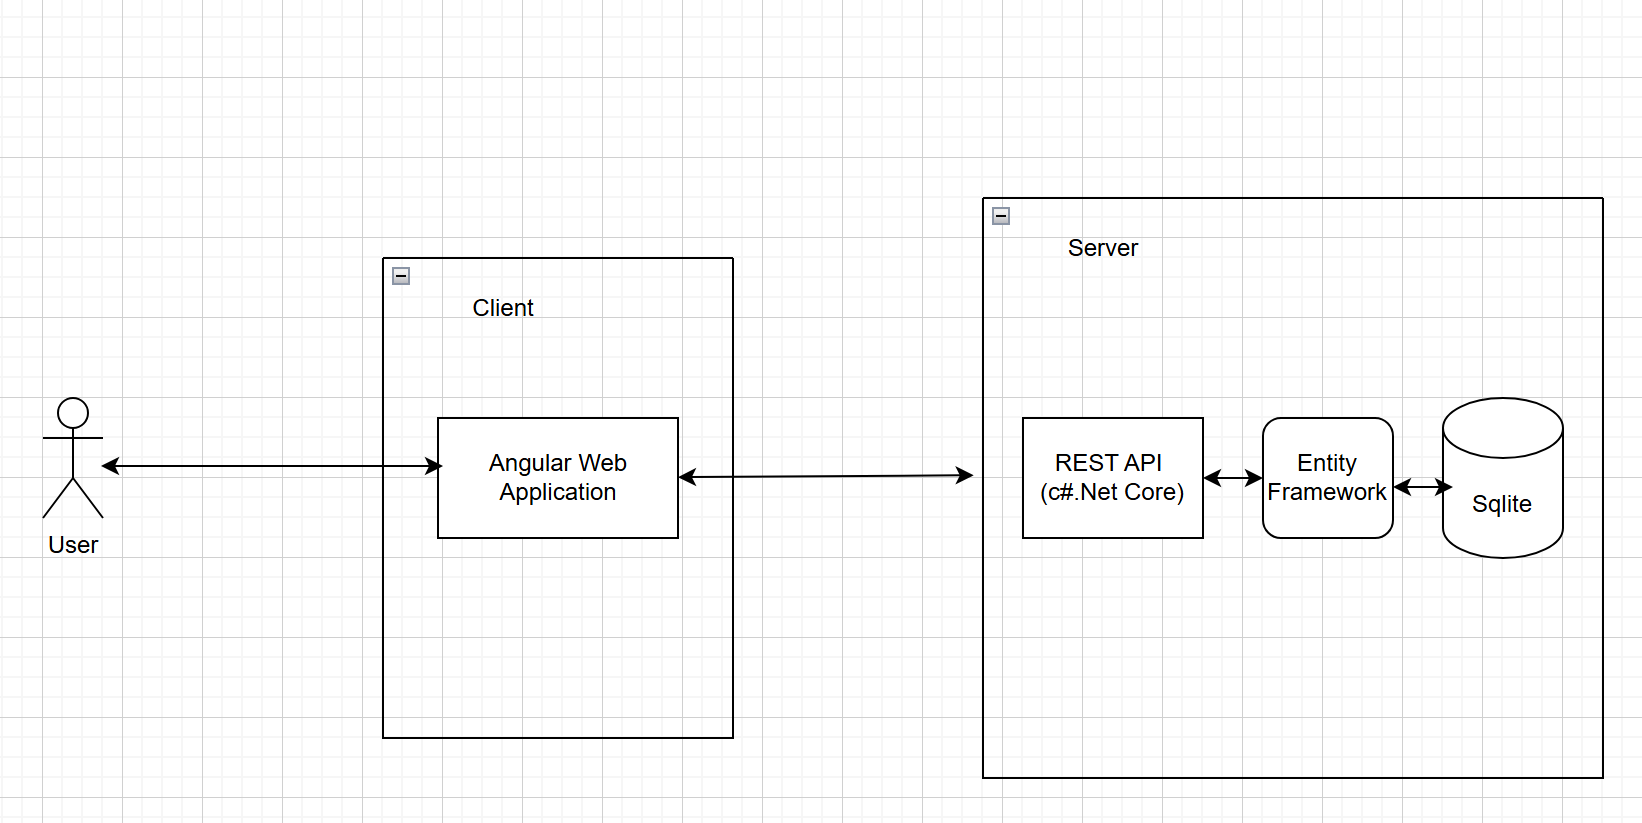 Server
Client
Angular Web
Application
REST API
(c#.Net Core)
Entity
Framework
Sqlite
User